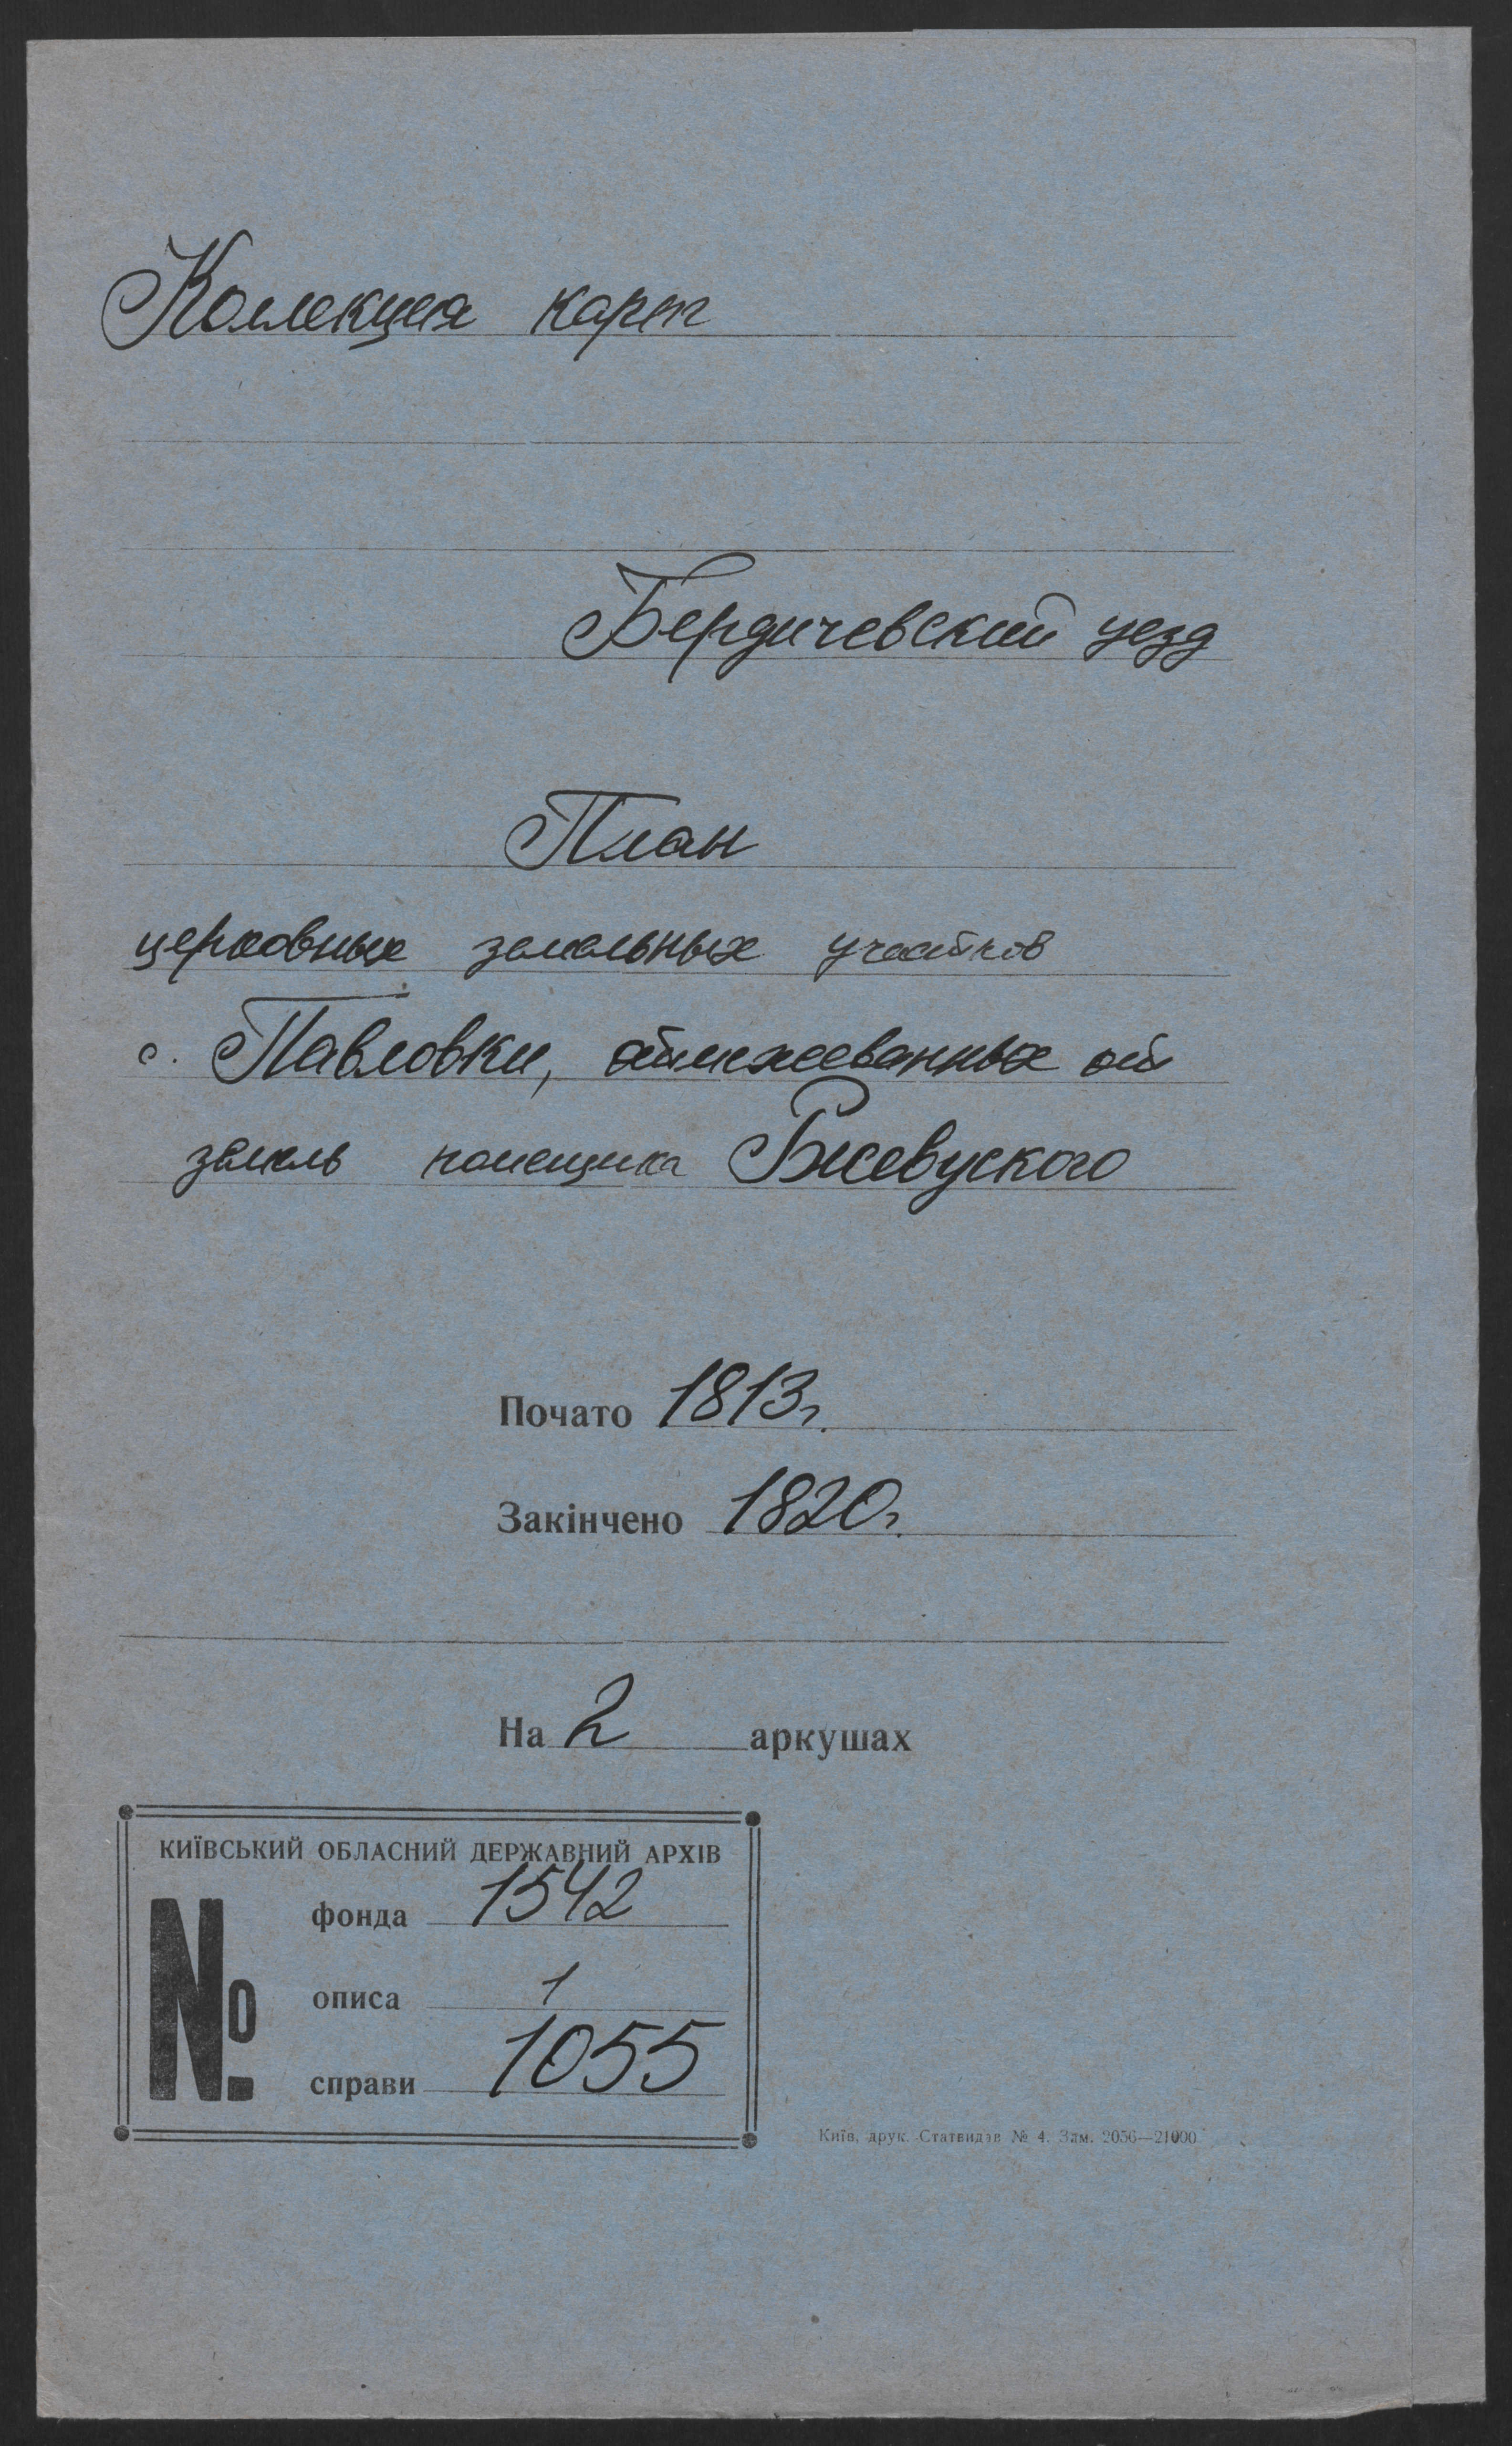 Коллекция карт
Бердичевский уезд
План
церковных земельных участков
с. Павловки, отмежеванных от
земель помещика Ржевуского
Почато 1813г.
Закінчено 1820г.
На 2 аркушах
КИЇВСЬКИЙ ОБЛАСНИЙ ДЕРЖАВНИЙ АРХІВ
№
фонда 1542
описа 1
справи 1055
Київ, друк. Статвидав № 4. Зам. 2056—21000